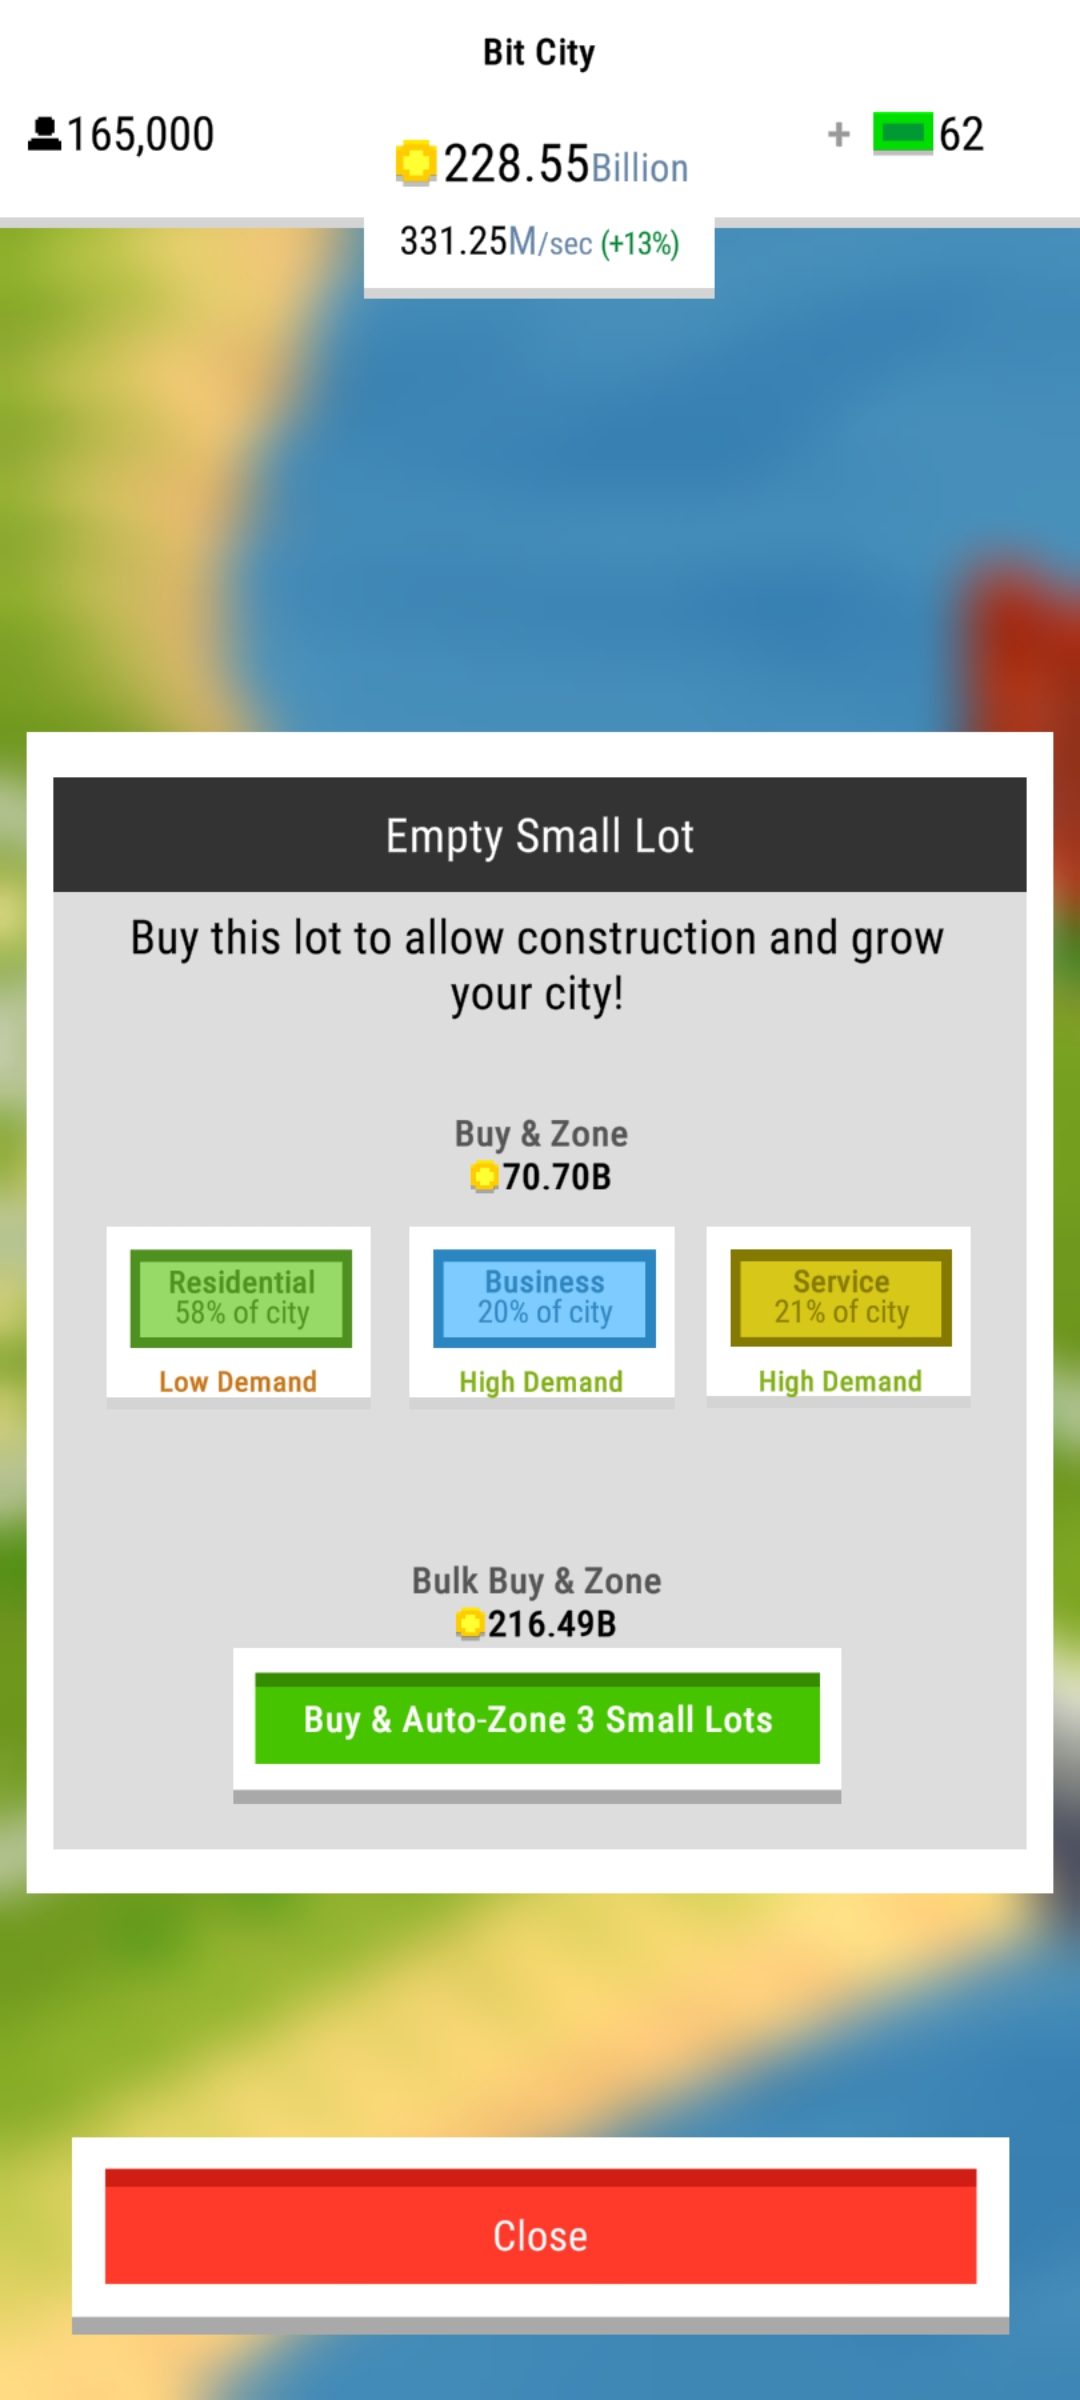 Bit City
165,000
228.55Billion
+ 62
331.25M/sec (+13%)
Empty Small Lot
Buy this lot to allow construction and grow
your city!
Buy & Zone
70.70B
Residential
58% of city
Low Demand
Business
20% of city
High Demand
Service
21% of city
High Demand
Bulk Buy & Zone
216.49B
Buy & Auto-Zone 3 Small Lots
Close